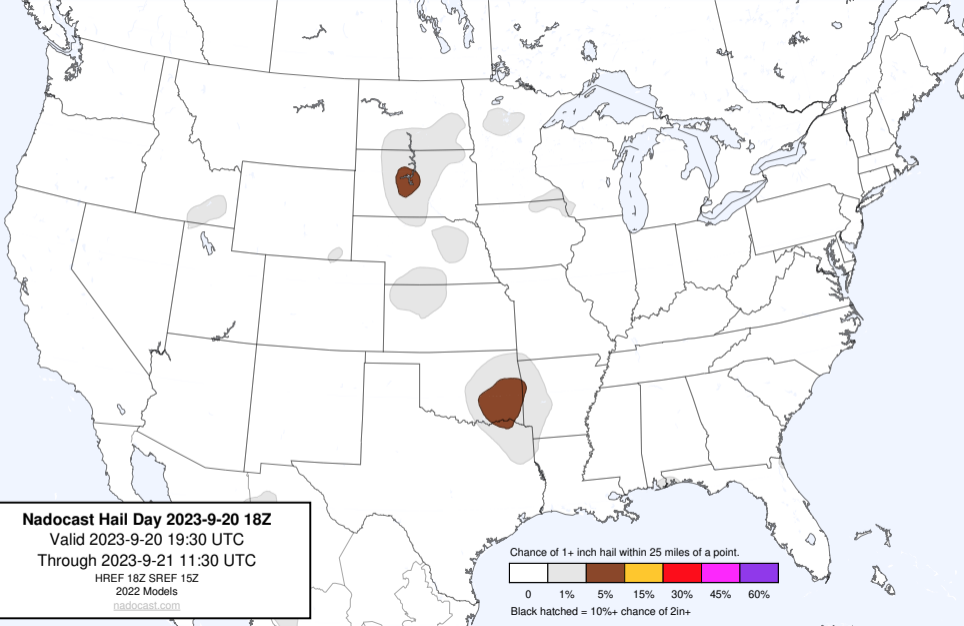 Nadocast Hail Day 2023-9-20 18Z
Valid 2023-9-20 19:30 UTC
Through 2023-9-21 11:30 UTC
HREF 18Z SREF 15Z
2022 Models
nadocast.com
Chance of 1+ inch hail within 25 miles of a point.
0 1% 5% 15% 30% 45% 60%
Black hatched = 10%+ chance of 2in+